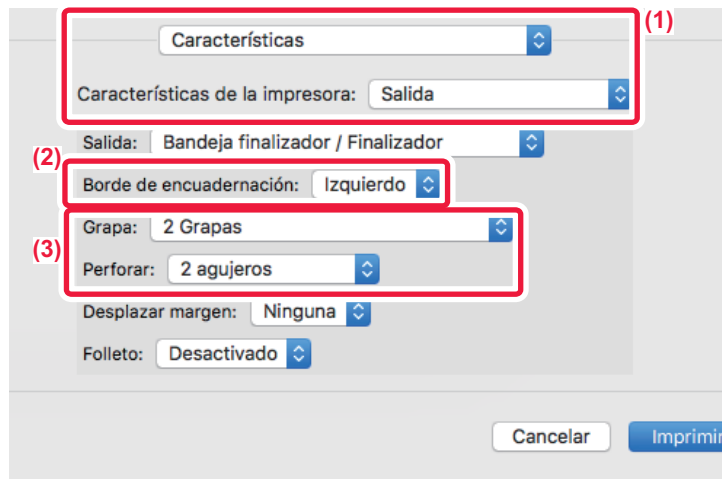 (1)
Características
Características de la impresora: Salida
Salida: Bandeja finalizador / Finalizador
(2)
Borde de encuadernación: Izquierdo
(3)
Grapa: 2 Grapas
Perforar: 2 agujeros
Desplazar margen: Ninguna
Folleto: Desactivado
Cancelar Imprimir